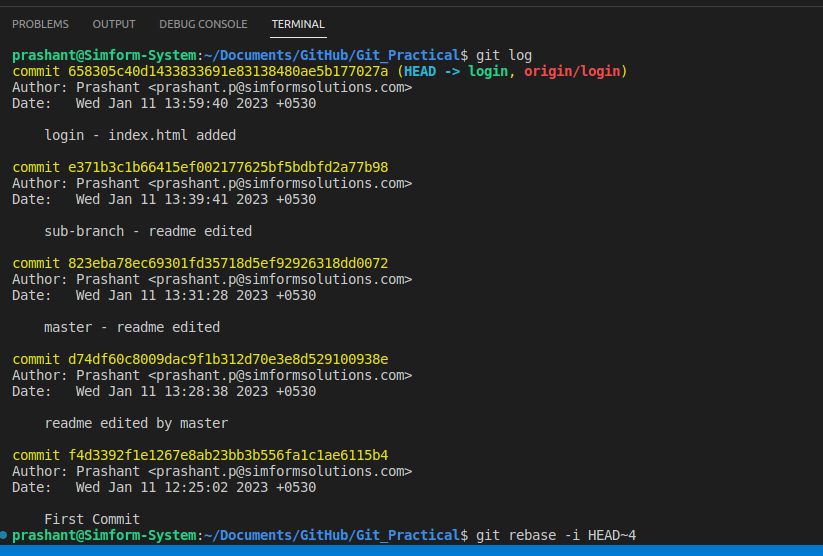 PROBLEMS OUTPUT DEBUG CONSOLE TERMINAL
prashant@Simform-System:~/Documents/GitHub/Git_Practical$ git log
commit 658305c40d1433833691e83138480ae5b177027a (HEAD -> login, origin/login)
Author: Prashant <prashant.p@simformsolutions.com>
Date:   Wed Jan 11 13:59:40 2023 +0530
login - index.html added
commit e371b3c1b66415ef002177625bf5bdbfd2a77b98
Author: Prashant <prashant.p@simformsolutions.com>
Date:   Wed Jan 11 13:39:41 2023 +0530
sub-branch - readme edited
commit 823eba78ec69301fd35718d5ef92926318dd0072
Author: Prashant <prashant.p@simformsolutions.com>
Date:   Wed Jan 11 13:31:28 2023 +0530
master - readme edited
commit d74df60c8009dac9f1b312d70e3e8d529100938e
Author: Prashant <prashant.p@simformsolutions.com>
Date:   Wed Jan 11 13:28:38 2023 +0530
readme edited by master
commit f4d3392f1e1267e8ab23bb3b556fa1c1ae6115b4
Author: Prashant <prashant.p@simformsolutions.com>
Date:   Wed Jan 11 12:25:02 2023 +0530
First Commit
prashant@Simform-System:~/Documents/GitHub/Git_Practical$ git rebase -i HEAD~4